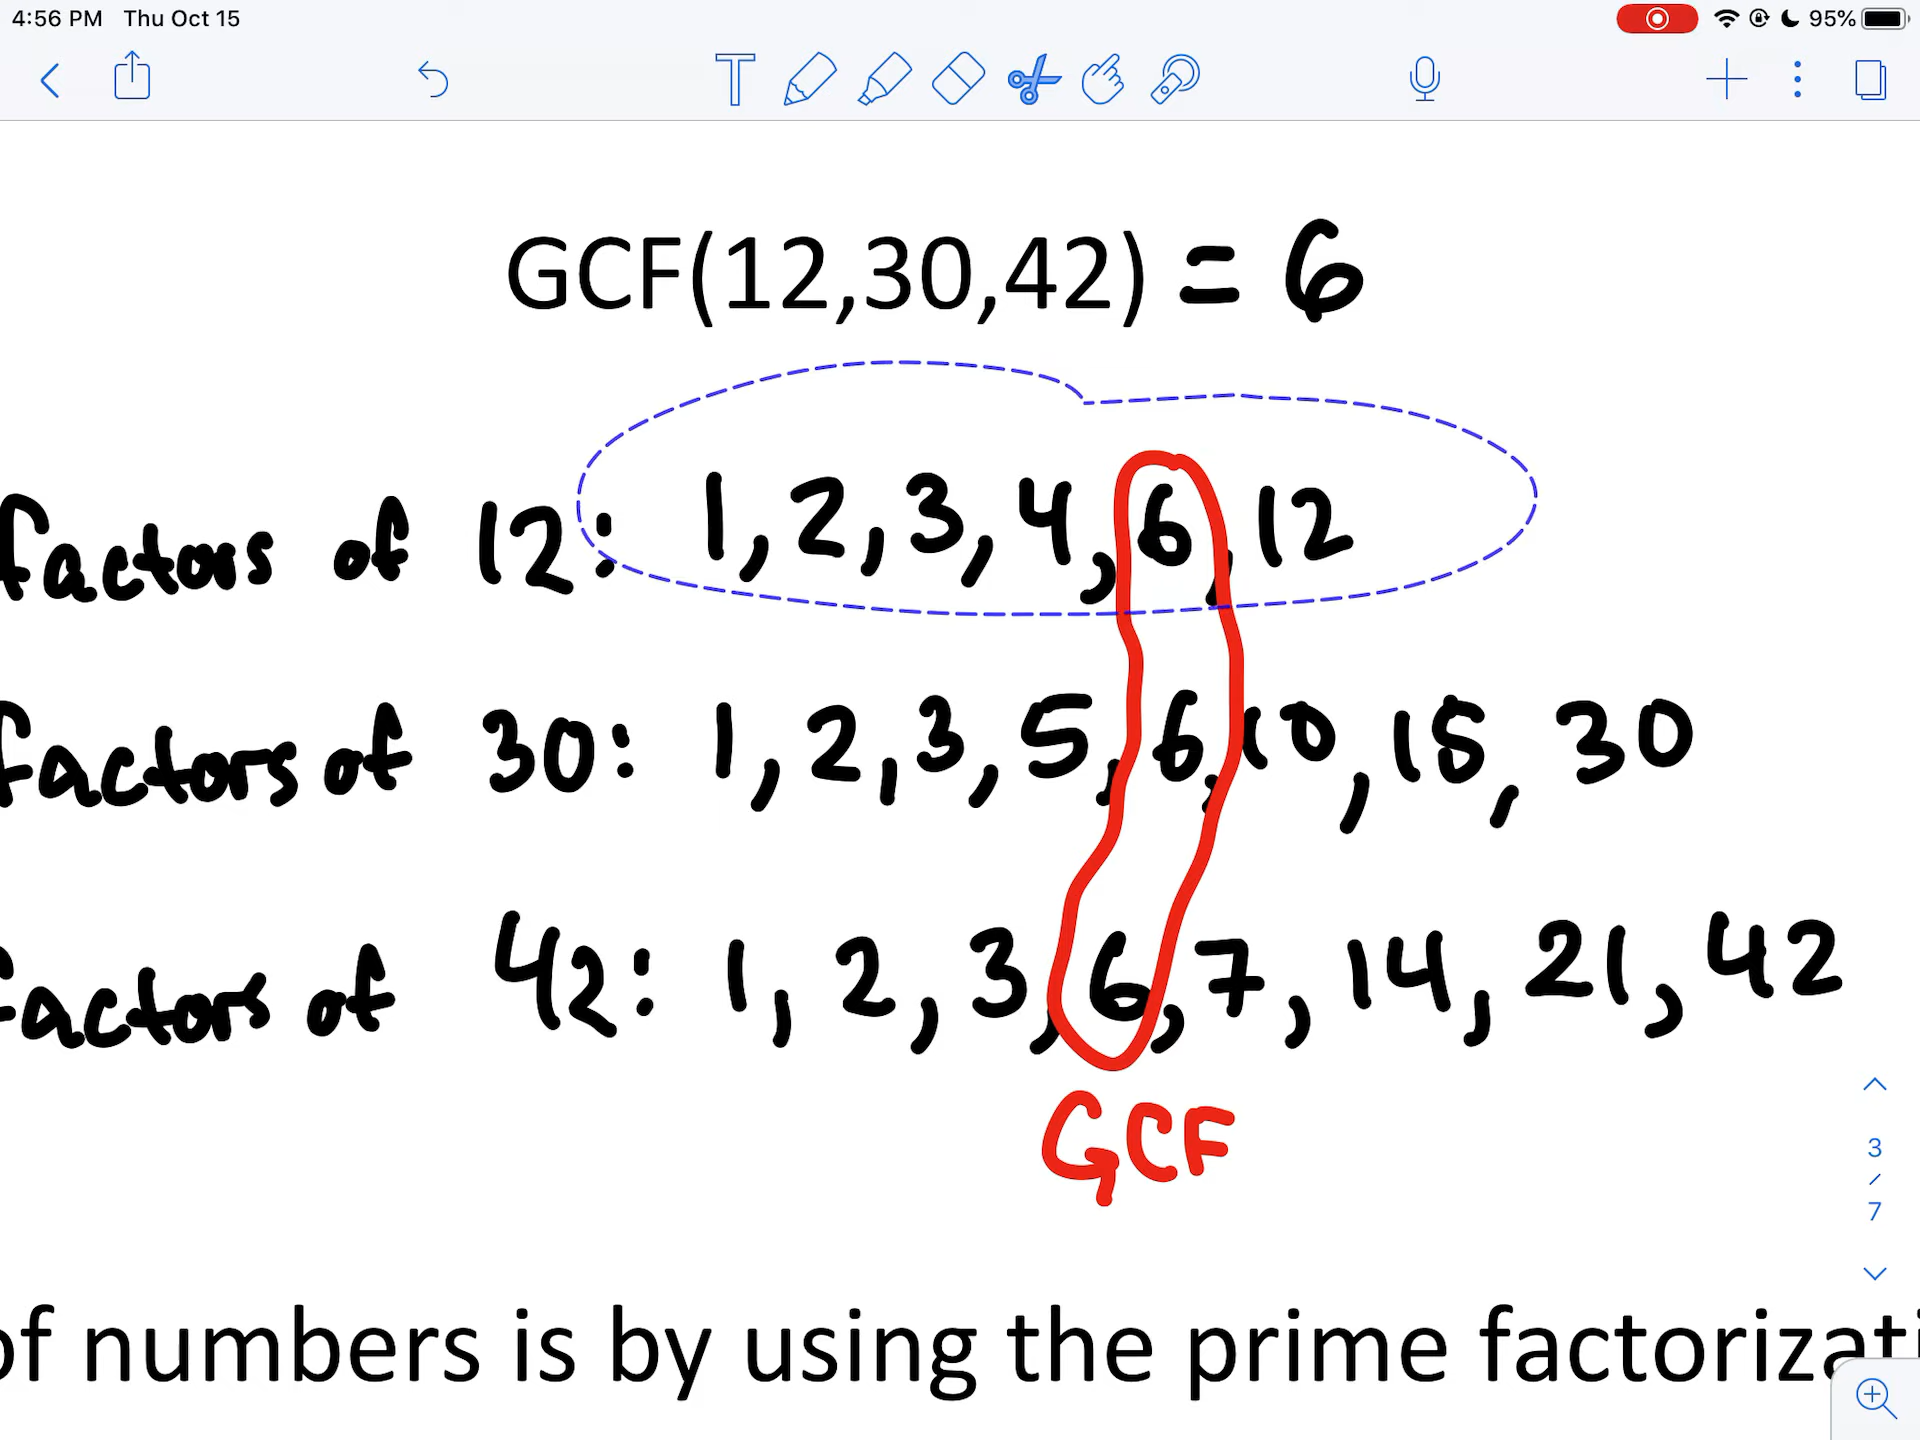 4:56 PM Thu Oct 15
95%
GCF(12,30,42) = 6
factors of 12: 1, 2, 3, 4, 6, 12
factors of 30: 1, 2, 3, 5, 6, 10, 15, 30
factors of 42: 1, 2, 3, 6, 7, 14, 21, 42
GCF
3
/
7
of numbers is by using the prime factorizati